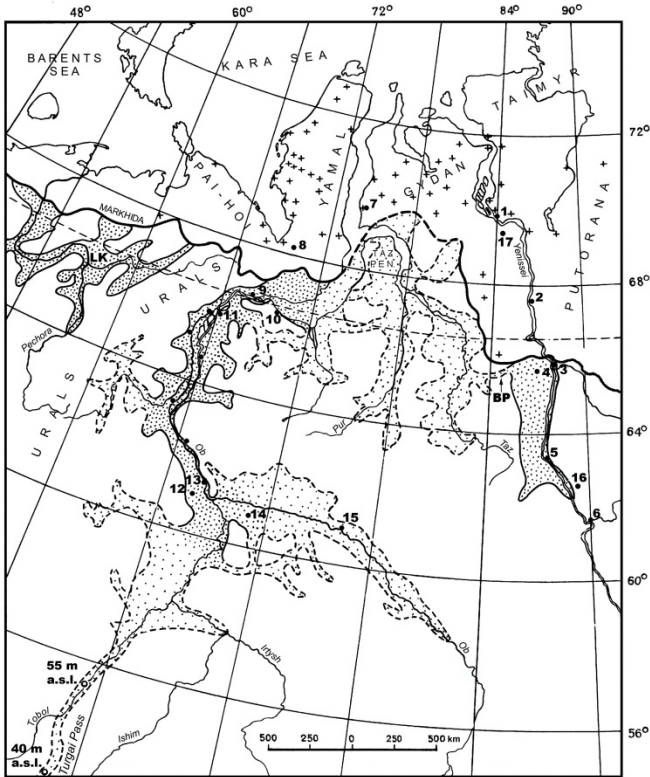 48° 60° 72° 84° 90°
BARENTS
SEA
KARA SEA
TAIMYR
72°
PAI-HOI
YAMAL
GYDAN
7
1
MARKHIDA
8
17
PUTORANA
LK
TAZ
PEN.
Yenissei
68°
URALS
9
2
11
10
Pechora
3
4
BP
URALS
Pur
Taz
64°
Ob
5
12
13
16
14
15
6
60°
55 m
a.s.l.
Ob
Irtysh
Tobol
Ishim
Turgai Pass
40 m
a.s.l.
500 250 0 250 500 km
56°